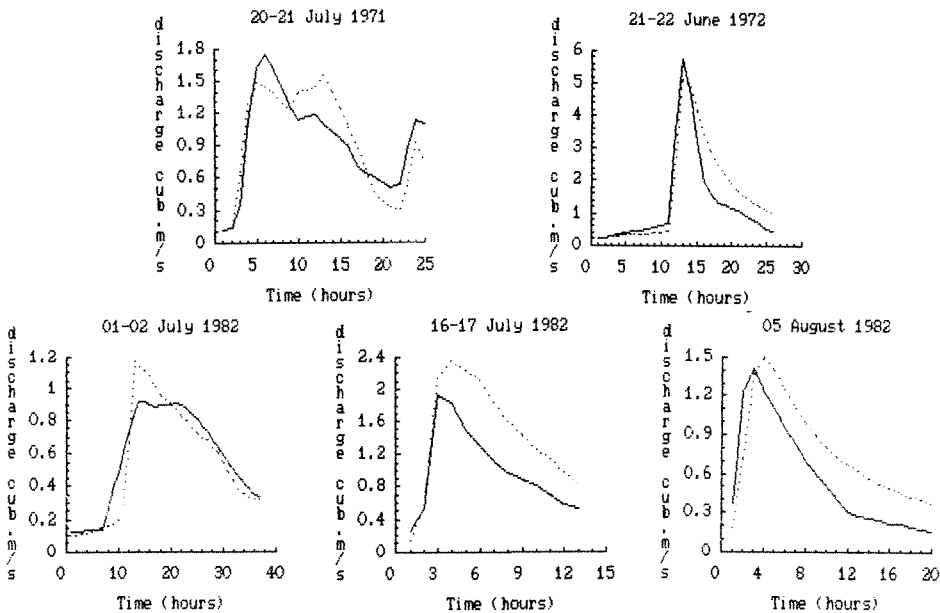 20-21 July 1971
discharge cub.m/s
1.8
1.5
1.2
0.9
0.6
0.3
0
0 5 10 15 20 25
Time (hours)
21-22 June 1972
discharge cub.m/s
6
5
4
3
2
1
0
0 5 10 15 20 25 30
Time (hours)
01-02 July 1982
discharge cub.m/s
1.2
1
0.8
0.6
0.4
0.2
0
0 10 20 30 40
Time (hours)
16-17 July 1982
discharge cub.m/s
2.4
2
1.6
1.2
0.8
0.4
0
0 3 6 9 12 15
Time (hours)
05 August 1982
discharge cub.m/s
1.5
1.2
0.9
0.6
0.3
0
0 4 8 12 16 20
Time (hours)